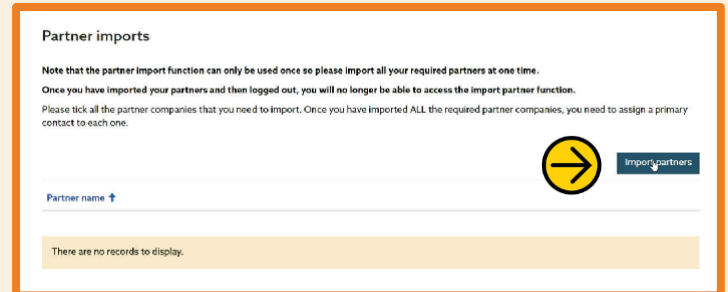 Partner imports
Note that the partner import function can only be used once so please import all your required partners at one time.
Once you have imported your partners and then logged out, you will no longer be able to access the import partner function.
Please tick all the partner companies that you need to import. Once you have imported ALL the required partner companies, you need to assign a primary
contact to each one.
Import partners
Partner name ↑
There are no records to display.